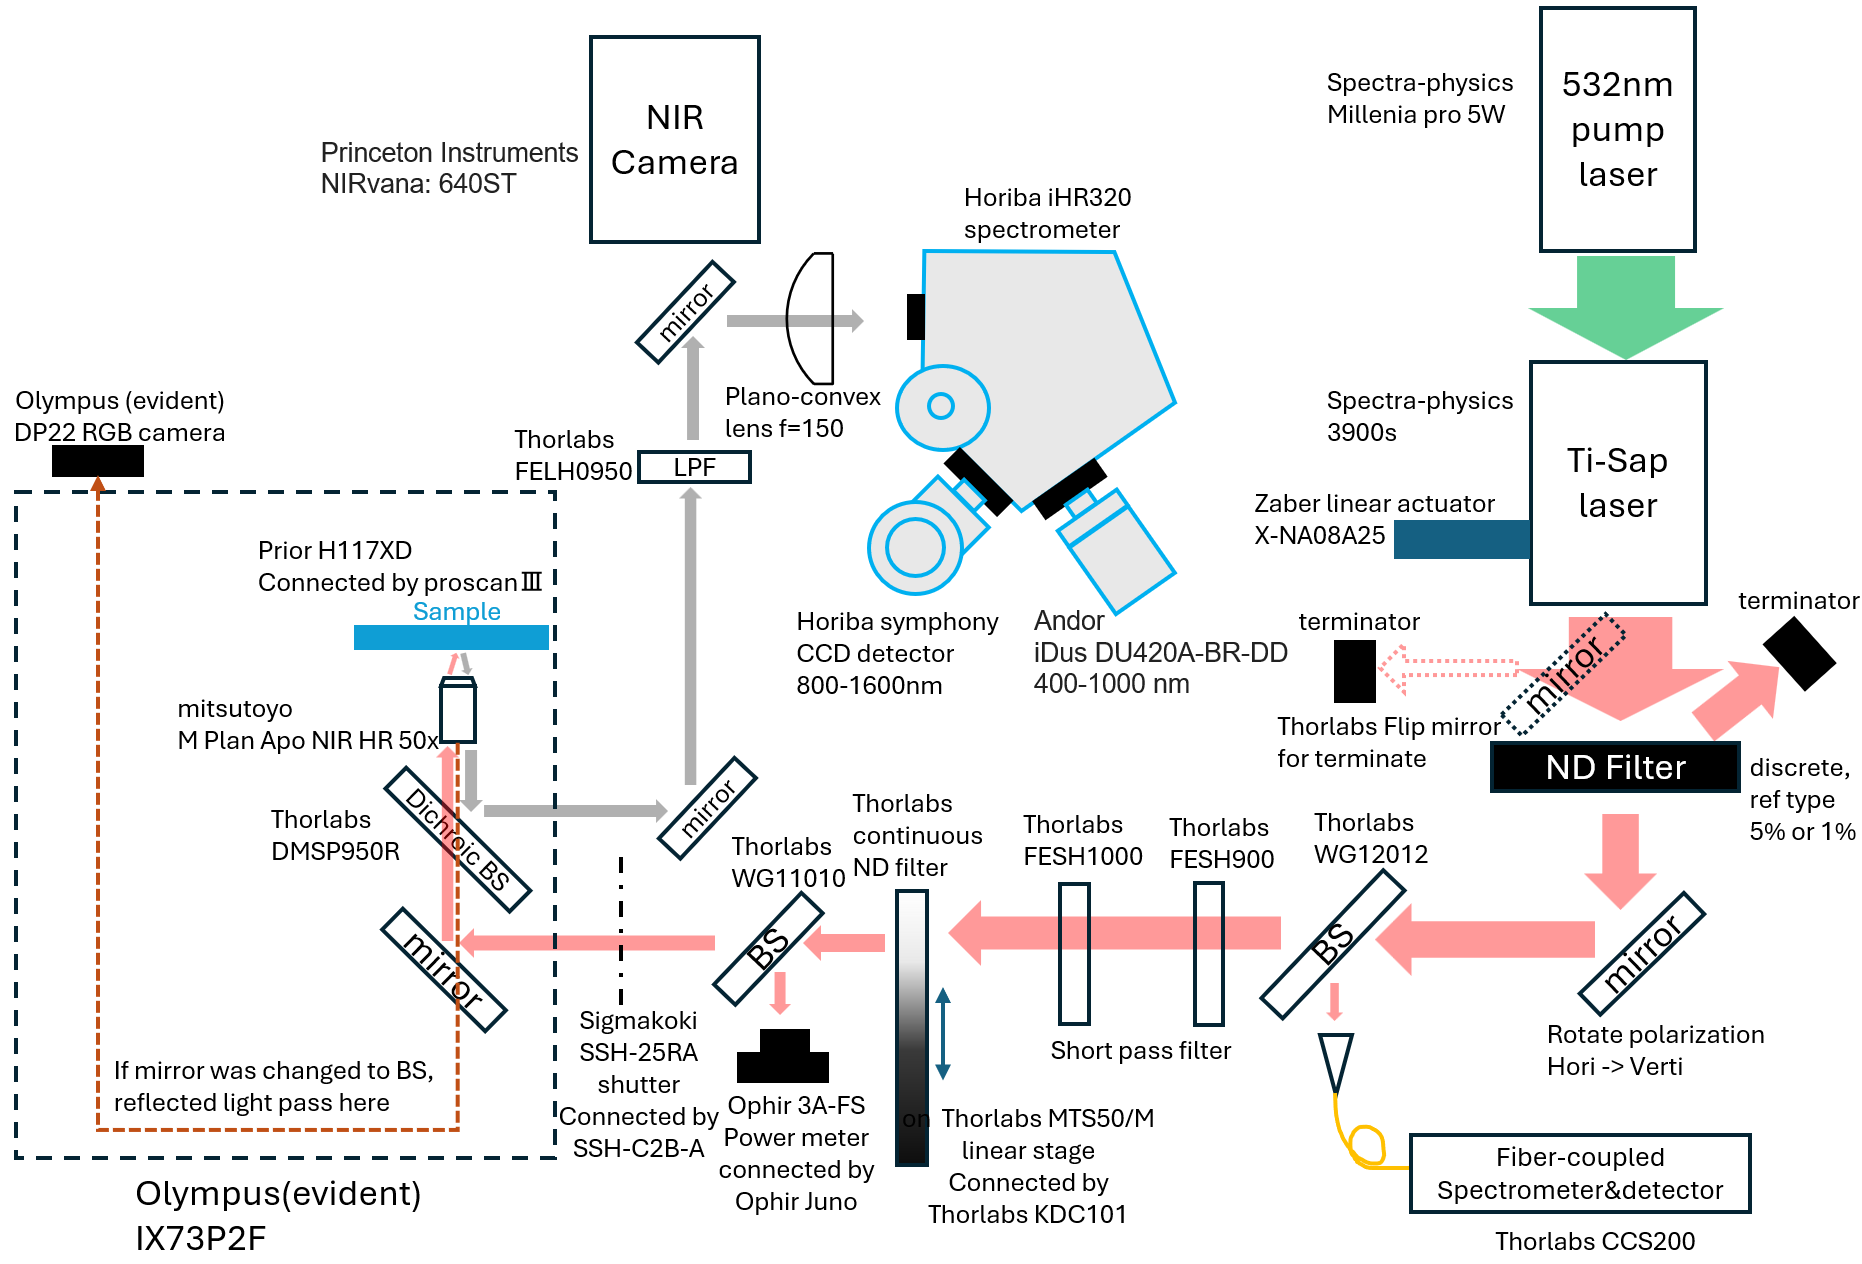 NIR
Camera
Princeton Instruments
NIRvana: 640ST
Spectra-physics
Millenia pro 5W
532nm
pump
laser
Horiba iHR320
spectrometer
mirror
Plano-convex
lens f=150
Olympus (evident)
DP22 RGB camera
Thorlabs
FELH0950
LPF
Spectra-physics
3900s
Ti-Sap
laser
Zaber linear actuator
X-NA08A25
Prior H117XD
Connected by proscanⅢ
Sample
Horiba symphony
CCD detector
800-1600nm
Andor
iDus DU420A-BR-DD
400-1000 nm
terminator
terminator
mirror
Thorlabs Flip mirror
for terminate
mitsutoyo
M Plan Apo NIR HR 50x
ND Filter
discrete,
ref type
5% or 1%
Thorlabs
DMSP950R
Dichroic BS
mirror
Thorlabs
WG11010
Thorlabs
continuous
ND filter
Thorlabs
FESH1000
Thorlabs
FESH900
Thorlabs
WG12012
mirror
BS
BS
mirror
Sigmakoki
SSH-25RA
shutter
Connected by
SSH-C2B-A
Short pass filter
Rotate polarization
Hori -> Verti
If mirror was changed to BS,
reflected light pass here
Ophir 3A-FS
Power meter
connected by
Ophir Juno
on Thorlabs MTS50/M
linear stage
Connected by
Thorlabs KDC101
Fiber-coupled
Spectrometer&detector
Thorlabs CCS200
Olympus(evident)
IX73P2F